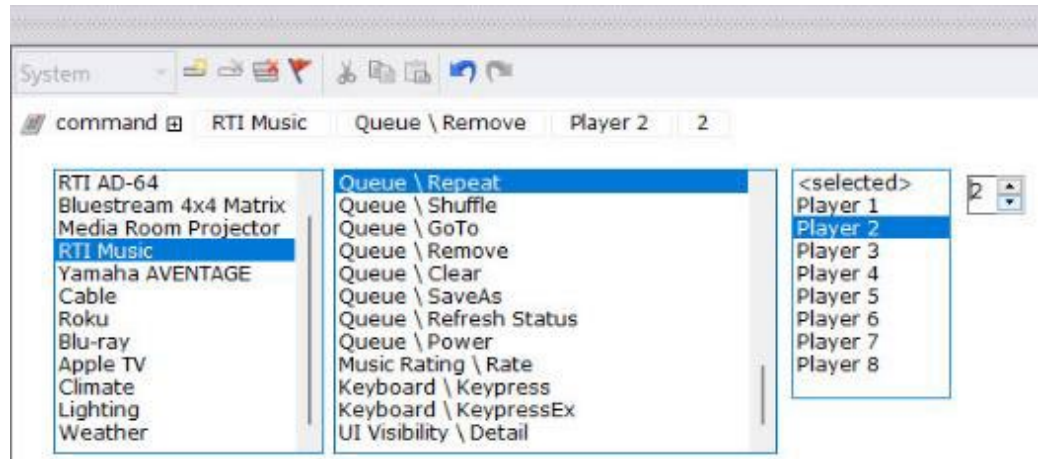 System
command RTI Music Queue \ Remove Player 2 2
RTI AD-64
Bluestream 4x4 Matrix
Media Room Projector
RTI Music
Yamaha AVENTAGE
Cable
Roku
Blu-ray
Apple TV
Climate
Lighting
Weather
Queue \ Repeat
Queue \ Shuffle
Queue \ GoTo
Queue \ Remove
Queue \ Clear
Queue \ SaveAs
Queue \ Refresh Status
Queue \ Power
Music Rating \ Rate
Keyboard \ Keypress
Keyboard \ KeypressEx
UI Visibility \ Detail
<selected>
Player 1
Player 2
Player 3
Player 4
Player 5
Player 6
Player 7
Player 8
2